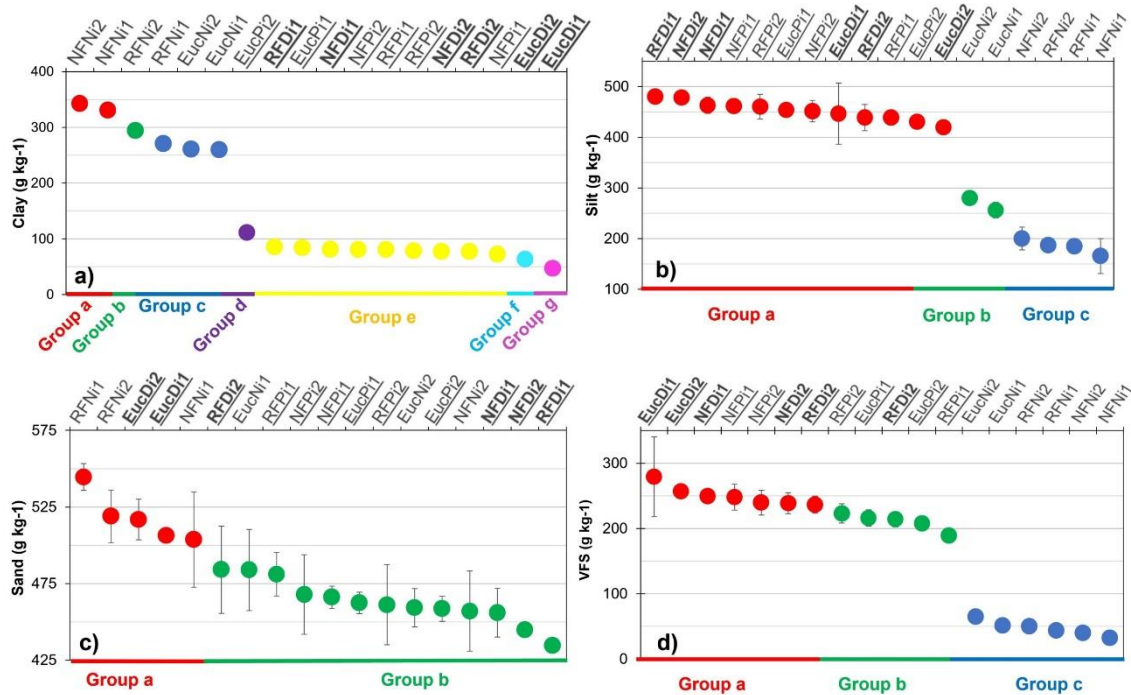 NFNi2
NFNi1
RFNi2
RFNi1
EucNi2
EucNi1
EucPi2
RFDi1
EucPi1
NFDi1
NFPi2
RFPi1
RFPi2
NFDi2
RFDi2
NFPi1
EucDi2
EucDi1
Clay (g kg-1)
400
300
200
100
0
a)
Group a
Group b
Group c
Group d
Group e
Group f
Group g
RFDi1
NFDi2
NFDi1
NFPi1
RFPi2
EucPi1
NFPi2
EucDi1
RFDi2
RFPi1
EucPi2
EucDi2
EucNi2
EucNi1
NFNi2
RFNi2
RFNi1
NFNi1
Silt (g kg-1)
500
400
300
200
100
b)
Group a
Group b
Group c
RFNi1
RFNi2
EucDi2
EucDi1
NFNi1
RFDi2
EucNi1
RFPi1
NFPi2
NFPi1
EucPi1
RFPi2
EucNi2
EucPi2
NFNi2
NFDi1
NFDi2
RFDi1
Sand (g kg-1)
575
525
475
425
c)
Group a
Group b
EucDi1
EucDi2
NFDi1
NFPi1
NFPi2
NFDi2
RFDi2
RFPi2
EucPi1
RFDi2
EucPi2
RFPi1
EucNi2
EucNi1
RFNi2
RFNi1
NFNi2
NFNi1
VFS (g kg-1)
300
200
100
0
d)
Group a
Group b
Group c